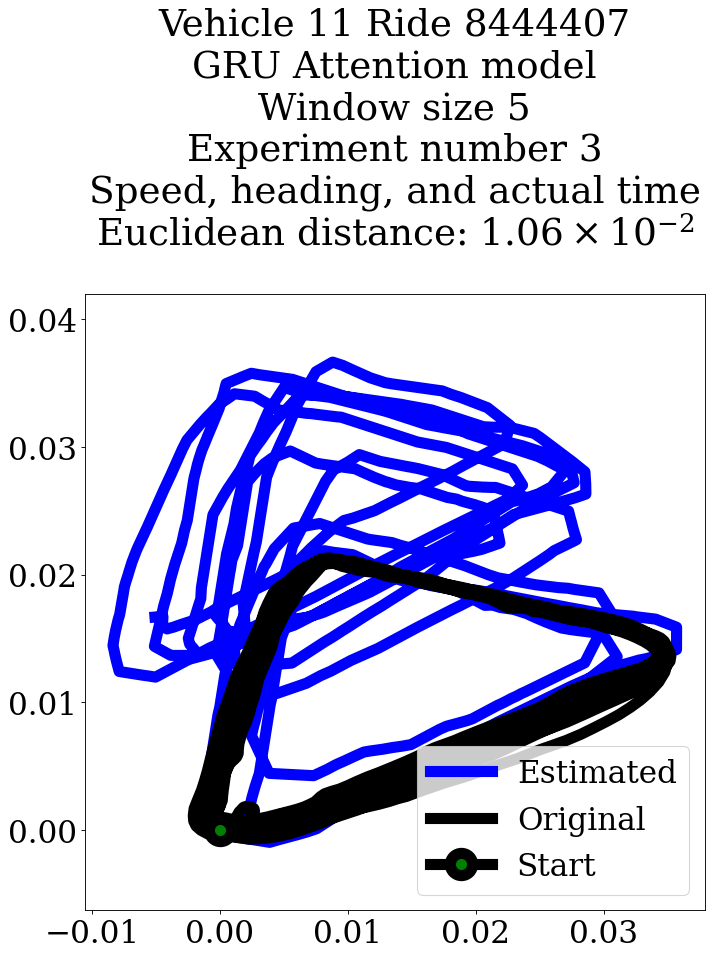 Vehicle 11 Ride 8444407
GRU Attention model
Window size 5
Experiment number 3
Speed, heading, and actual time
Euclidean distance: 1.06 × 10⁻²
0.04
0.03
0.02
0.01
0.00
−0.01 0.00 0.01 0.02 0.03
Estimated
Original
Start